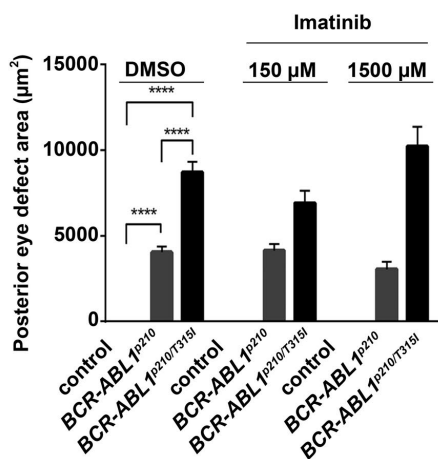 Imatinib
DMSO 150 µM 1500 µM
Posterior eye defect area (µm²)
15000
10000
5000
0
****
****
****
control
BCR-ABL1p210
BCR-ABL1p210/T315I
control
BCR-ABL1p210
BCR-ABL1p210/T315I
control
BCR-ABL1p210
BCR-ABL1p210/T315I